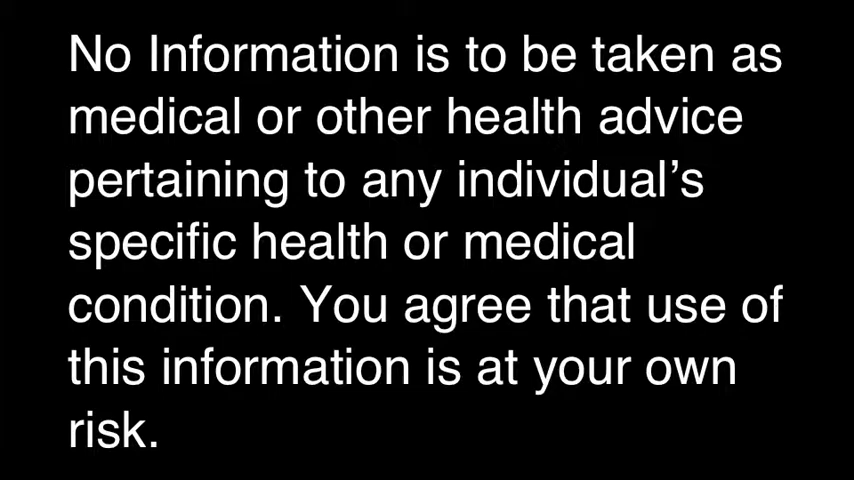 No Information is to be taken as
medical or other health advice
pertaining to any individual’s
specific health or medical
condition. You agree that use of
this information is at your own
risk.